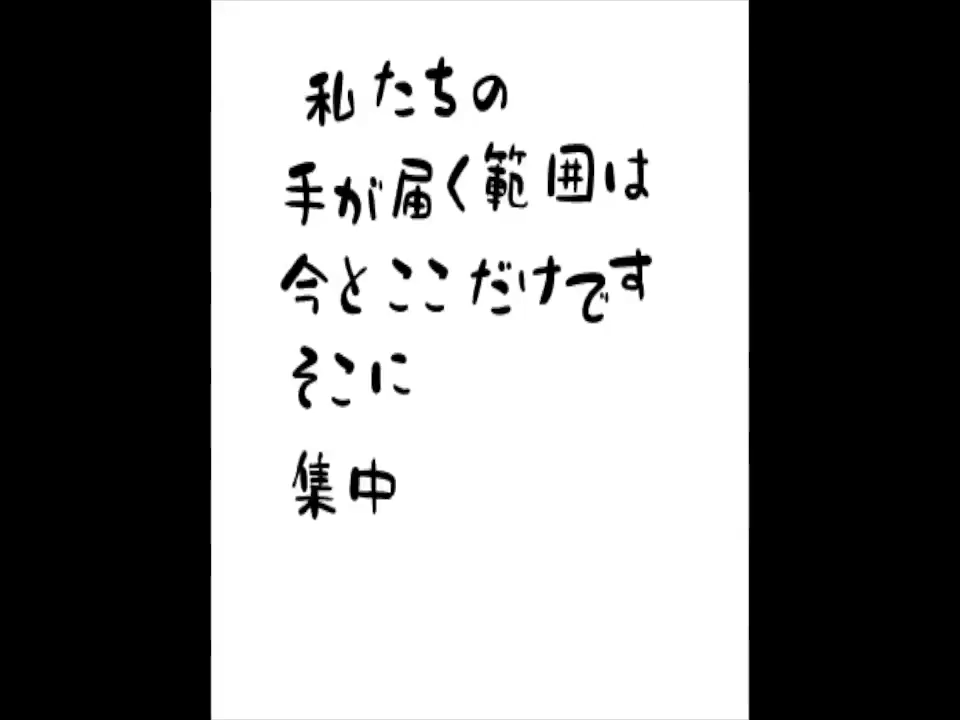 私たちの
手が届く範囲は
今とここだけです
そこに
集中